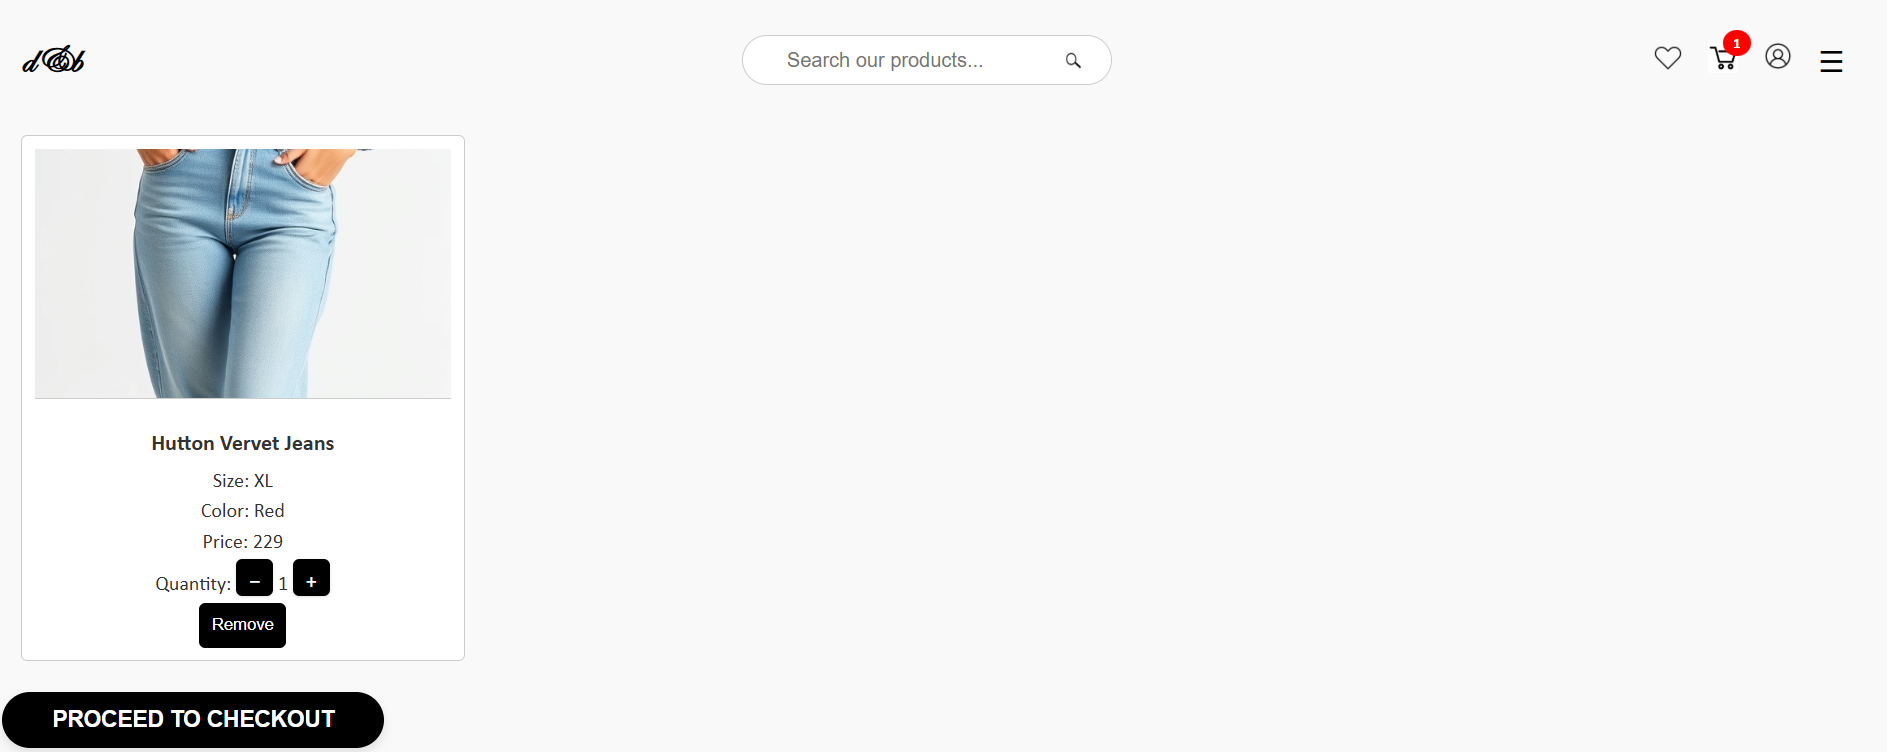 d&b
Search our products...
1
Hutton Vervet Jeans
Size: XL
Color: Red
Price: 229
Quantity: − 1 +
Remove
PROCEED TO CHECKOUT